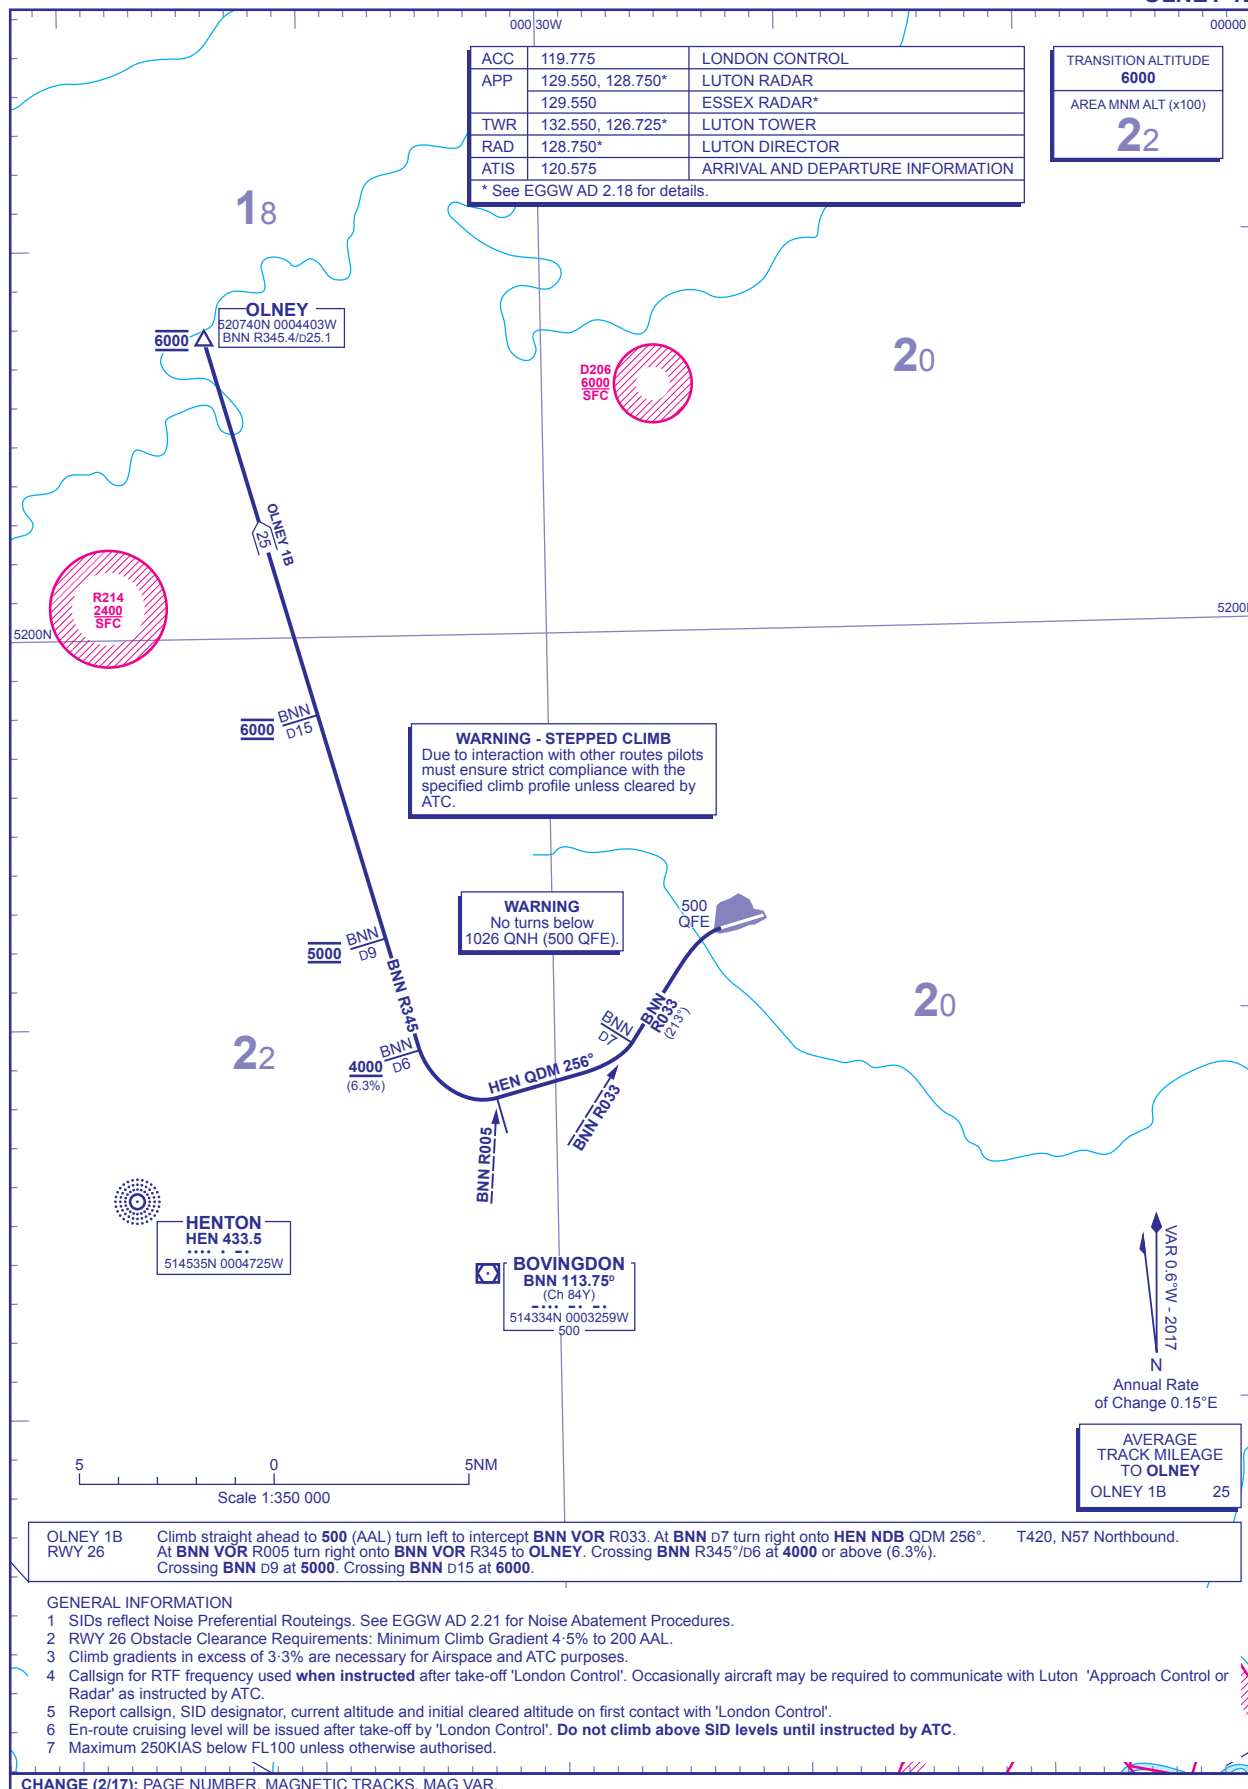 000 30W
00000
ACC 119.775 LONDON CONTROL
APP 129.550, 128.750* LUTON RADAR
129.550 ESSEX RADAR*
TWR 132.550, 126.725* LUTON TOWER
RAD 128.750* LUTON DIRECTOR
ATIS 120.575 ARRIVAL AND DEPARTURE INFORMATION
* See EGGW AD 2.18 for details.
TRANSITION ALTITUDE
6000
AREA MNM ALT (x100)
22
18
OLNEY
520740N 0004403W
BNN R345.4/D25.1
6000
D206
6000
SFC
20
OLNEY 1B
25
R214
2400
SFC
5200N
5200N
6000
BNN
D15
WARNING - STEPPED CLIMB
Due to interaction with other routes pilots
must ensure strict compliance with the
specified climb profile unless cleared by
ATC.
WARNING
No turns below
1026 QNH (500 QFE).
500
QFE
5000
BNN
D9
BNN R345
BNN
R033
(213°)
BNN
D7
20
22
4000
(6.3%)
BNN
D6
HEN QDM 256°
BNN R033
BNN R005
HENTON
HEN 433.5
•••• • –•
514535N 0004725W
BOVINGDON
BNN 113.75D
(Ch 84Y)
–••• –• –•
514334N 0003259W
500
VAR 0.6°W - 2017
N
Annual Rate
of Change 0.15°E
AVERAGE
TRACK MILEAGE
TO OLNEY
OLNEY 1B 25
5 0 5NM
Scale 1:350 000
OLNEY 1B Climb straight ahead to 500 (AAL) turn left to intercept BNN VOR R033. At BNN D7 turn right onto HEN NDB QDM 256°. T420, N57 Northbound.
RWY 26 At BNN VOR R005 turn right onto BNN VOR R345 to OLNEY. Crossing BNN R345°/D6 at 4000 or above (6.3%).
Crossing BNN D9 at 5000. Crossing BNN D15 at 6000.
GENERAL INFORMATION
1 SIDs reflect Noise Preferential Routeings. See EGGW AD 2.21 for Noise Abatement Procedures.
2 RWY 26 Obstacle Clearance Requirements: Minimum Climb Gradient 4·5% to 200 AAL.
3 Climb gradients in excess of 3·3% are necessary for Airspace and ATC purposes.
4 Callsign for RTF frequency used when instructed after take-off 'London Control'. Occasionally aircraft may be required to communicate with Luton 'Approach Control or
Radar' as instructed by ATC.
5 Report callsign, SID designator, current altitude and initial cleared altitude on first contact with 'London Control'.
6 En-route cruising level will be issued after take-off by 'London Control'. Do not climb above SID levels until instructed by ATC.
7 Maximum 250KIAS below FL100 unless otherwise authorised.
CHANGE (2/17): PAGE NUMBER. MAGNETIC TRACKS. MAG VAR.